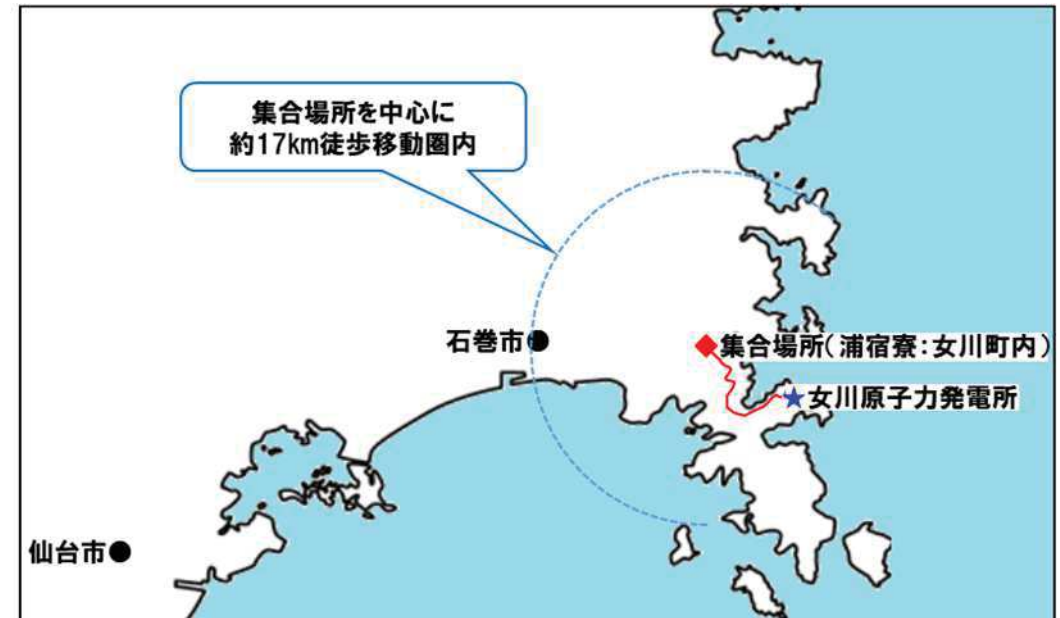 集合場所を中心に
約17km徒歩移動圏内
石巻市●
◆集合場所(浦宿寮:女川町内)
★女川原子力発電所
仙台市●